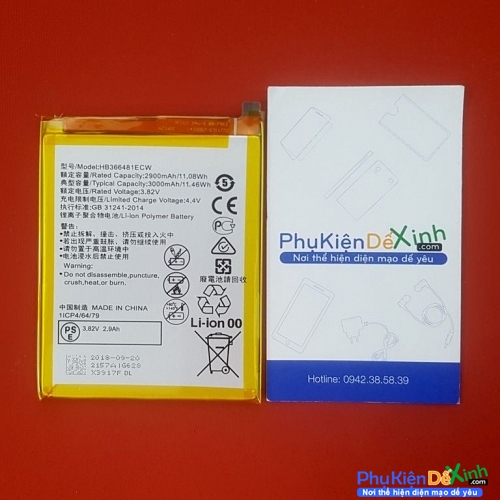 型号/Model:HB366481ECW
额定容量/Rated Capacity:2900mAh/11.08Wh
典型容量/Typical Capacity:3000mAh/11.46Wh
额定电压/Rated Voltage:3.82V
充电限制电压/Limited Charge Voltage:4.4V
执行标准:GB 31241-2014
锂离子聚合物电池/Li-ion Polymer Battery
警告:
•禁止拆解、撞击、挤压或投入火中
•若出现严重鼓胀，切勿继续使用
•请勿置于高温环境中
•电池浸水后禁止使用
Warning:
•Do not disassemble,puncture,
crush,heat,or burn.
廢電池請回收
中国制造 MADE IN CHINA
1ICP4/64/79
PS
E
3.82V 2.9Ah
Li-ion 00
2018-09-20
2157A1G620
X3917F DL
PhụKiệnDễXinh
.com
Nơi thể hiện diện mạo dế yêu
Hotline: 0942.38.58.39
PhụKiệnDễXinh
.com
Nơi thể hiện diện mạo dế yêu